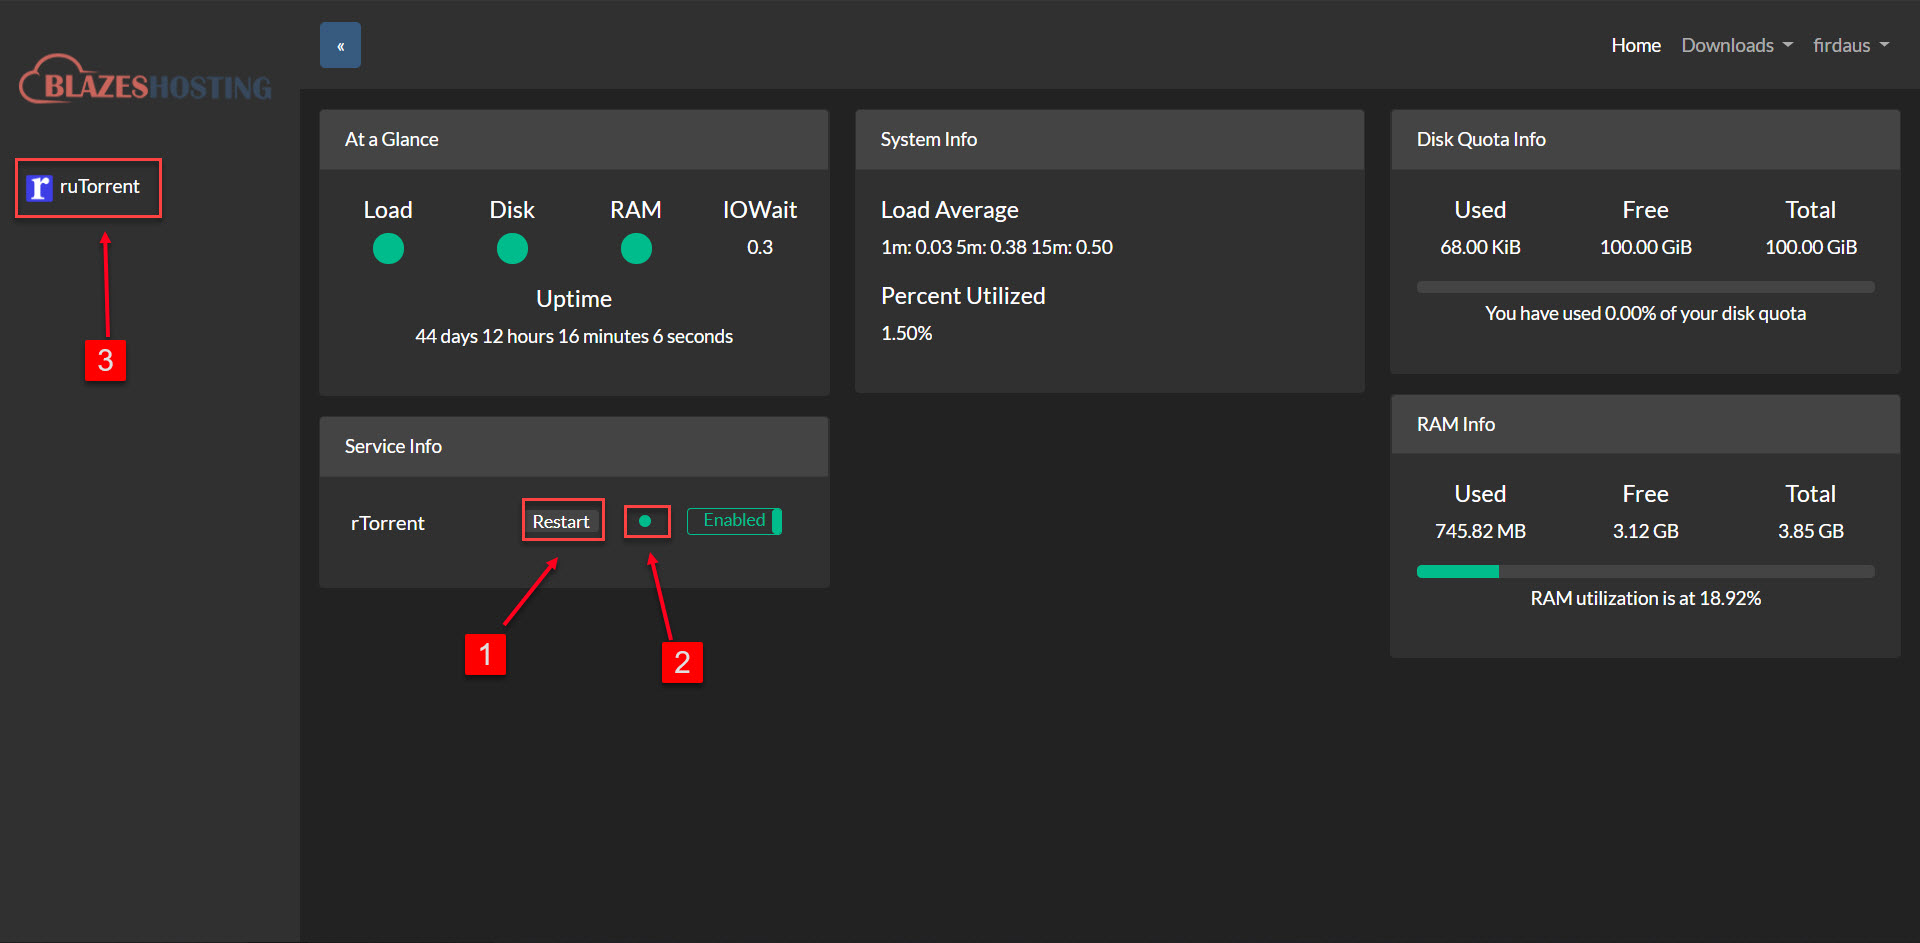 «
Home Downloads firdaus
BLAZESHOSTING
r ruTorrent
3
At a Glance
Load Disk RAM IOWait
0.3
Uptime
44 days 12 hours 16 minutes 6 seconds
Service Info
rTorrent Restart Enabled
1
2
System Info
Load Average
1m: 0.03 5m: 0.38 15m: 0.50
Percent Utilized
1.50%
Disk Quota Info
Used Free Total
68.00 KiB 100.00 GiB 100.00 GiB
You have used 0.00% of your disk quota
RAM Info
Used Free Total
745.82 MB 3.12 GB 3.85 GB
RAM utilization is at 18.92%